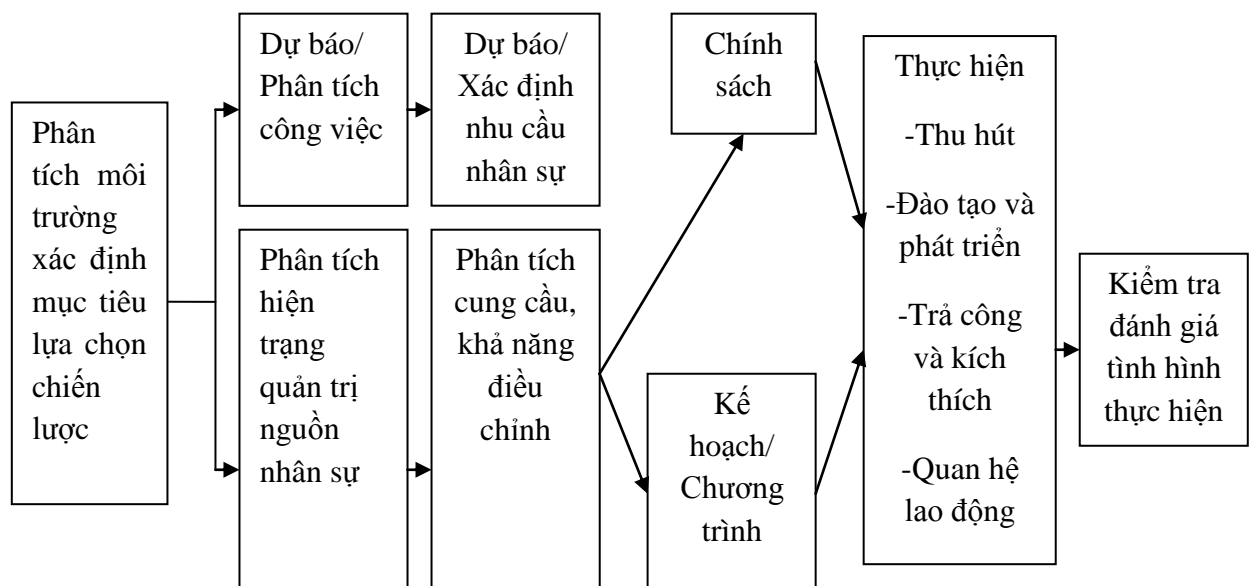 Phân
tích môi
trường
xác định
mục tiêu
lựa chọn
chiến
lược
Dự báo/
Phân tích
công việc
Dự báo/
Xác định
nhu cầu
nhân sự
Phân tích
hiện
trạng
quản trị
nguồn
nhân sự
Phân tích
cung cầu,
khả năng
điều
chỉnh
Chính
sách
Kế
hoạch/
Chương
trình
Thực hiện
-Thu hút
-Đào tạo và
phát triển
-Trả công
và kích
thích
-Quan hệ
lao động
Kiểm tra
đánh giá
tình hình
thực hiện